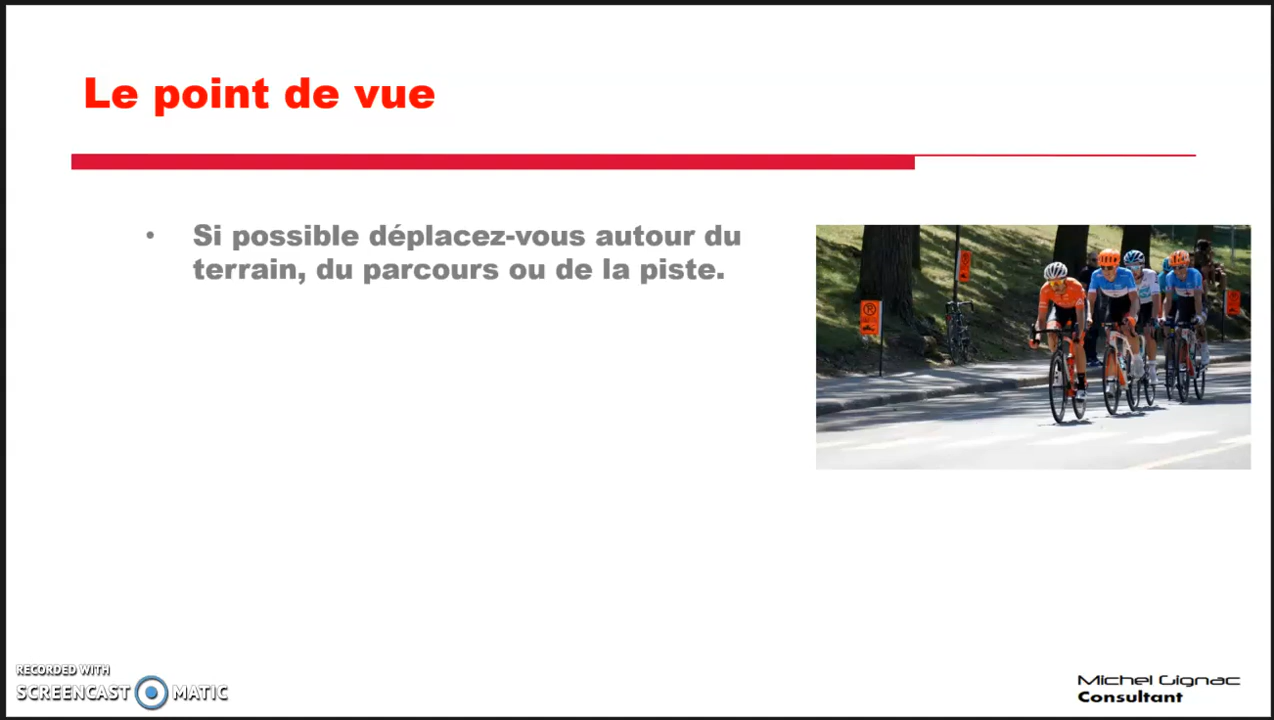 Le point de vue
• Si possible déplacez-vous autour du
terrain, du parcours ou de la piste.
RECORDED WITH
SCREENCAST MATIC
Michel Gignac
Consultant